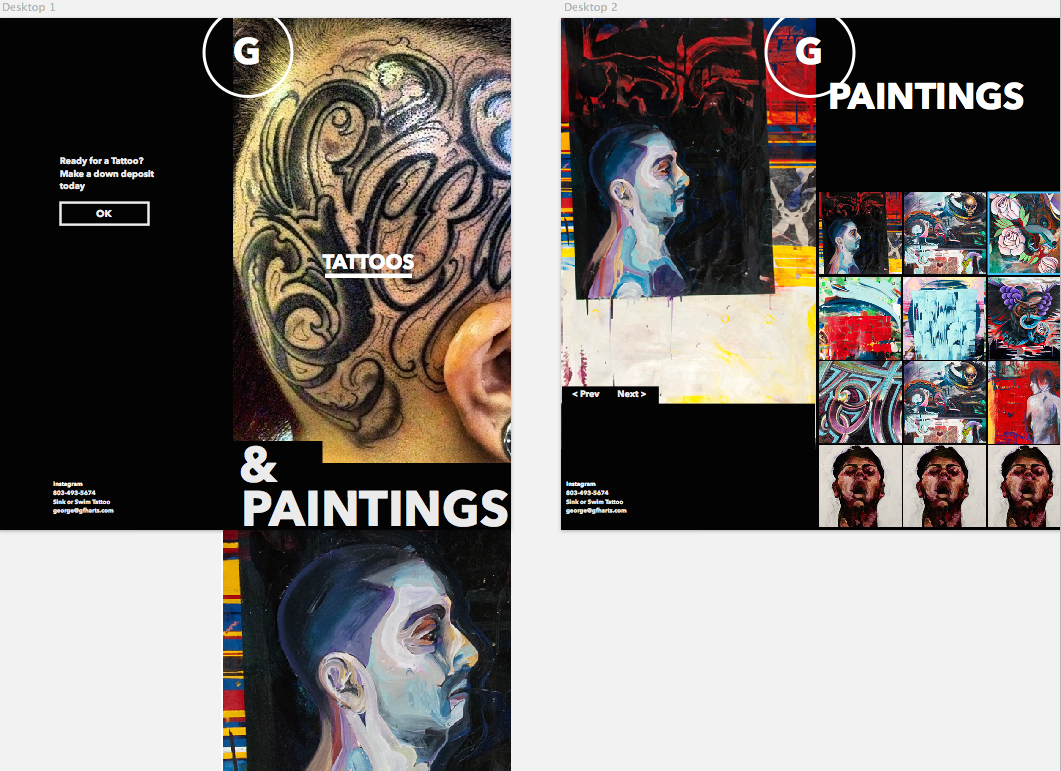 Desktop 1
G
Ready for a Tattoo?
Make a down deposit
today
OK
TATTOOS
&
PAINTINGS
Instagram
803-493-5674
Sink or Swim Tattoo
george@gfharts.com
Desktop 2
G
PAINTINGS
< Prev Next >
Instagram
803-493-5674
Sink or Swim Tattoo
george@gfharts.com